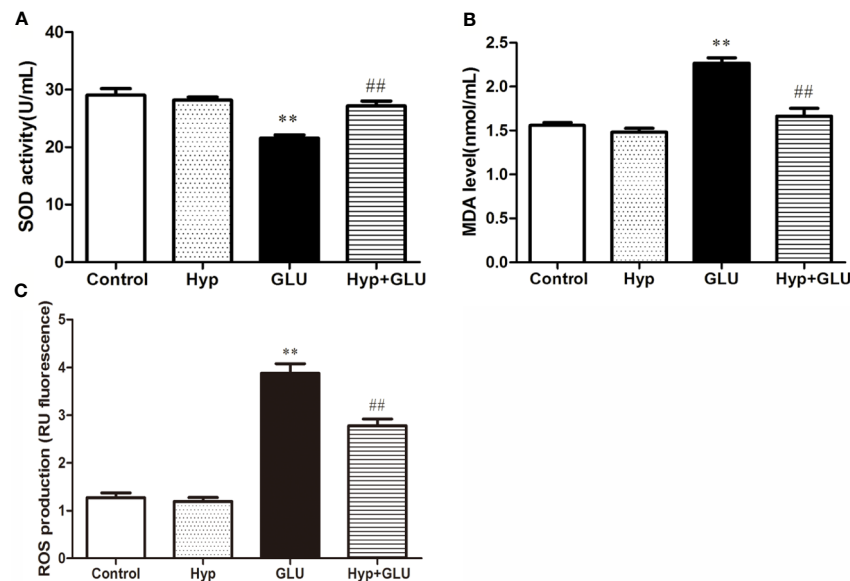 A
SOD activity(U/mL)
40
30
20
10
0
**
##
Control Hyp GLU Hyp+GLU
B
MDA level(nmol/mL)
2.5
2.0
1.5
1.0
0.5
0.0
**
##
Control Hyp GLU Hyp+GLU
C
ROS production (RU fluorescence)
5
4
3
2
1
0
**
##
Control Hyp GLU Hyp+GLU